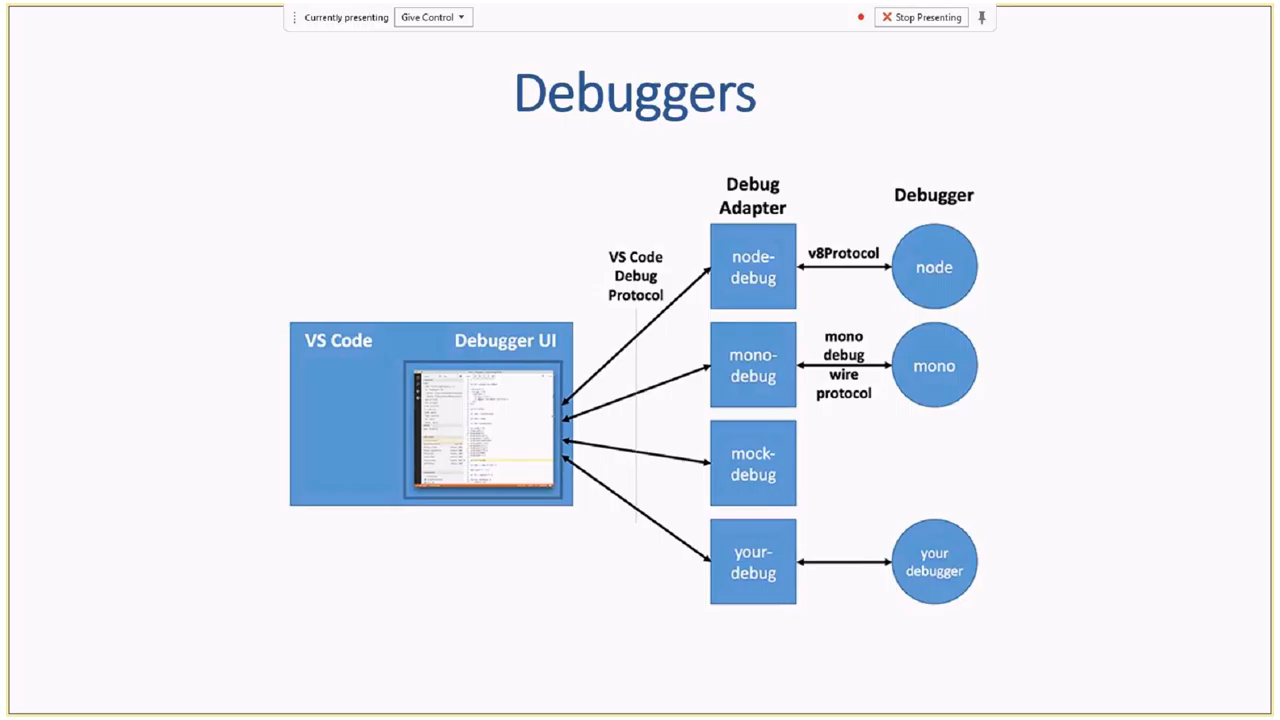 Currently presenting Give Control Stop Presenting
Debuggers
Debug
Adapter
Debugger
VS Code
Debug
Protocol
node-
debug
v8Protocol
node
VS Code Debugger UI
mono-
debug
mono
debug
wire
protocol
mono
mock-
debug
your-
debug
your
debugger